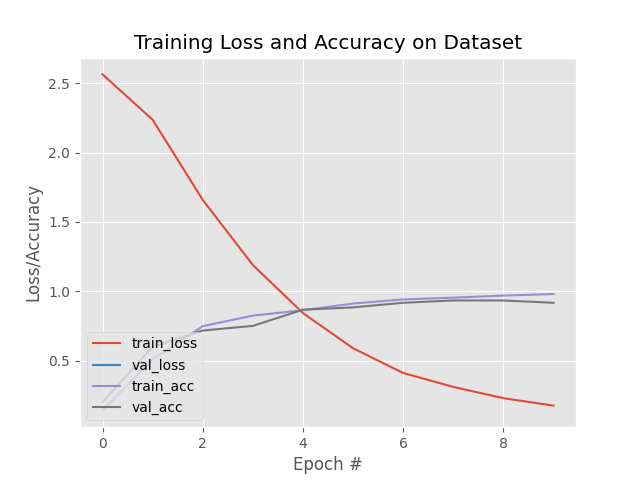 Training Loss and Accuracy on Dataset
Loss/Accuracy
2.5
2.0
1.5
1.0
0.5
train_loss
val_loss
train_acc
val_acc
0 2 4 6 8
Epoch #